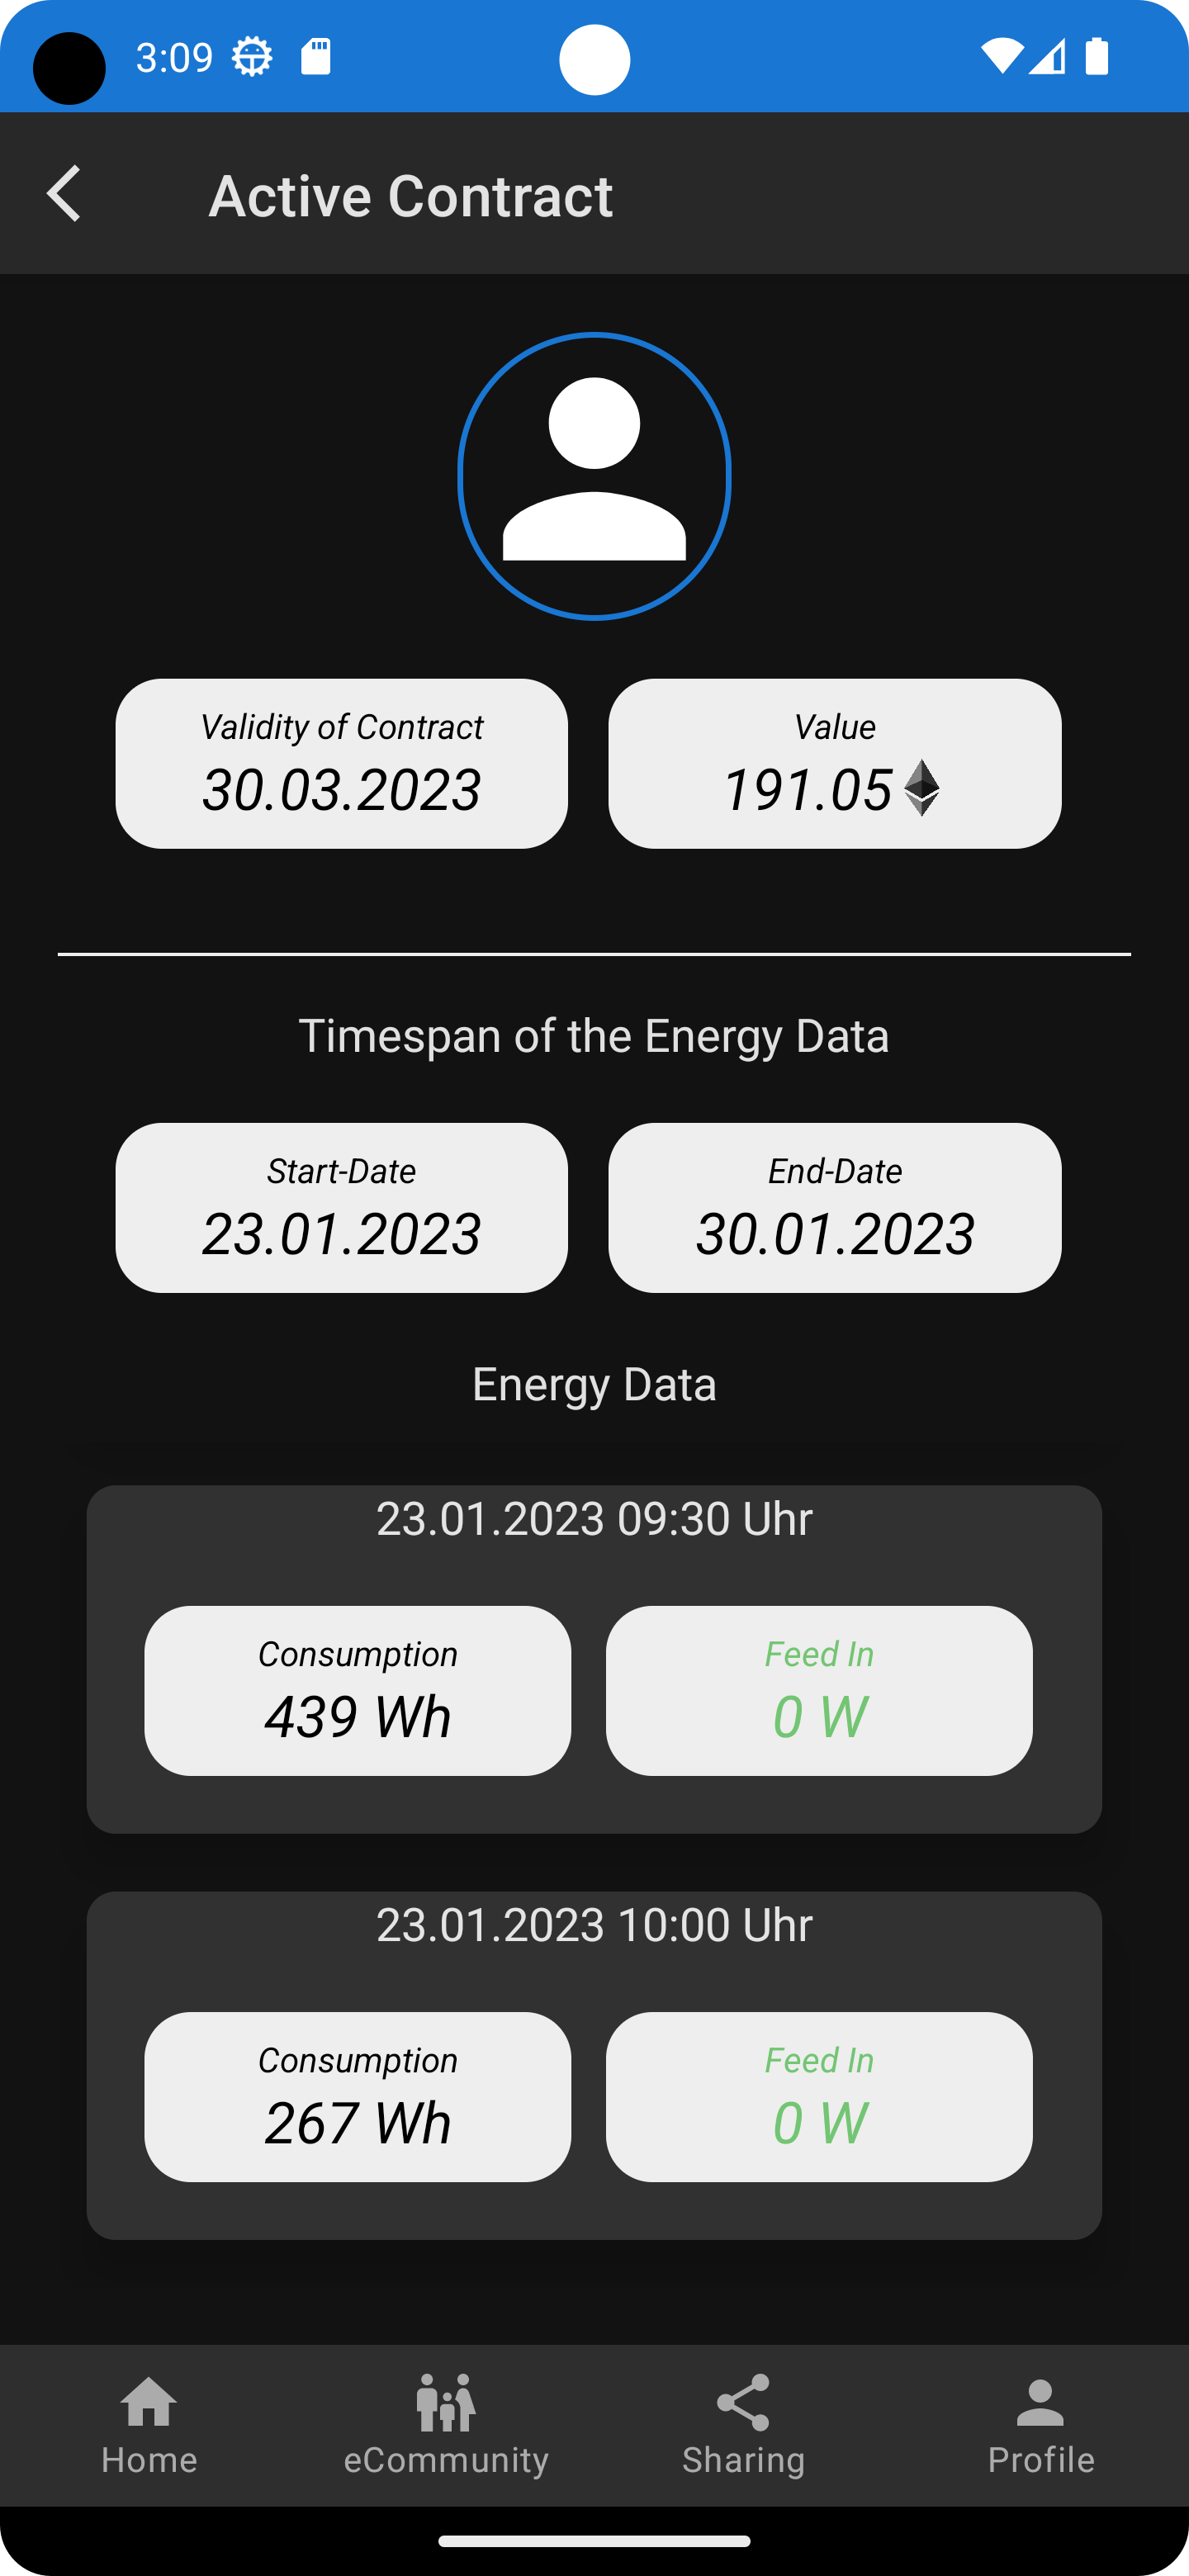 3:09
Active Contract
Validity of Contract
30.03.2023
Value
191.05
Timespan of the Energy Data
Start-Date
23.01.2023
End-Date
30.01.2023
Energy Data
23.01.2023 09:30 Uhr
Consumption
439 Wh
Feed In
0 W
23.01.2023 10:00 Uhr
Consumption
267 Wh
Feed In
0 W
Home
eCommunity
Sharing
Profile